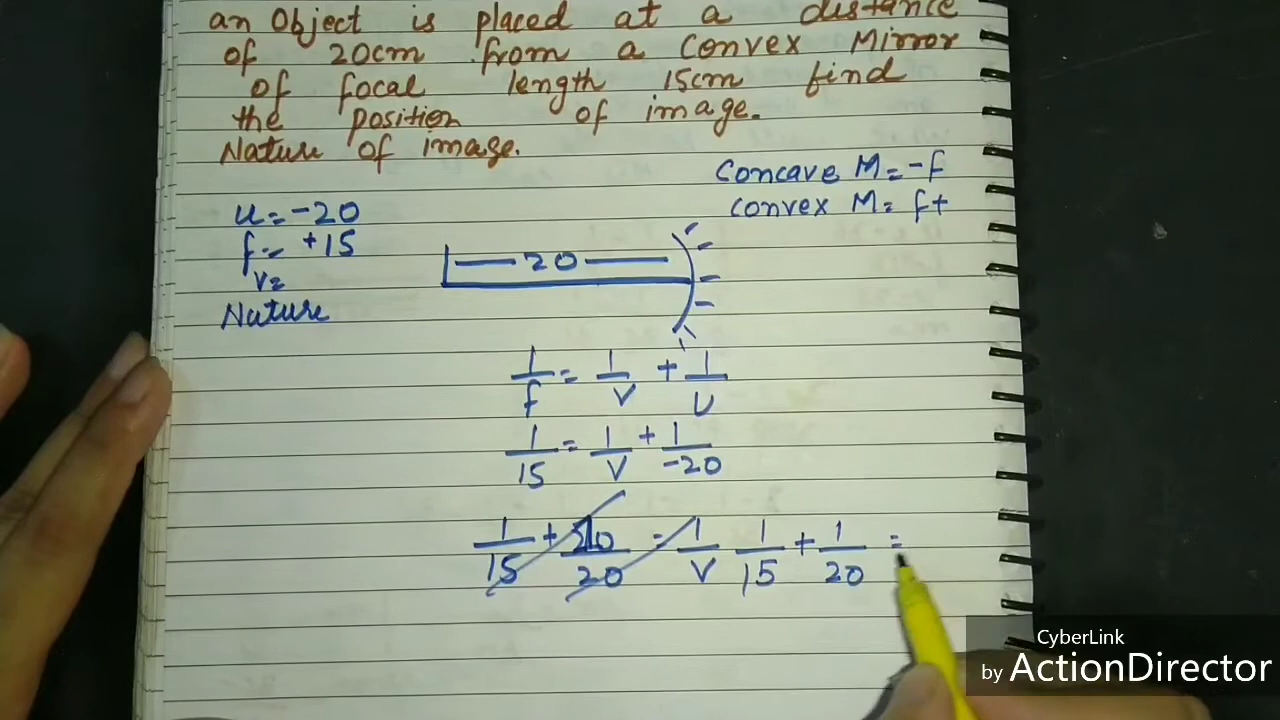 an object is placed at a distance
of 20cm from a convex Mirror
of focal length 15cm find
the position of image.
Nature of image.
Concave M = -f
Convex M = f+
u = -20
f = +15
v =
Nature
20
1/f = 1/v + 1/u
1/15 = 1/v + 1/-20
1/15 + 10/20 = 1/v 1/15 + 1/20 =
CyberLink
by ActionDirector